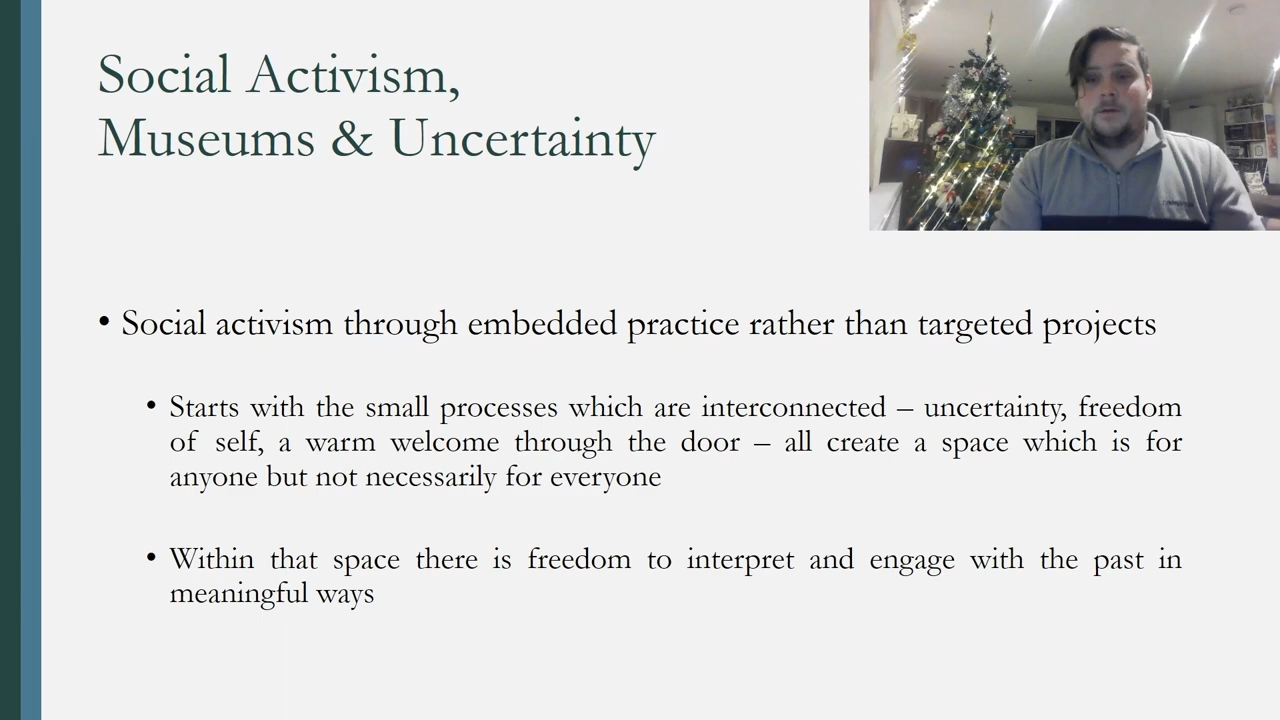 Social Activism,
Museums & Uncertainty
• Social activism through embedded practice rather than targeted projects
• Starts with the small processes which are interconnected – uncertainty, freedom
of self, a warm welcome through the door – all create a space which is for
anyone but not necessarily for everyone
• Within that space there is freedom to interpret and engage with the past in
meaningful ways